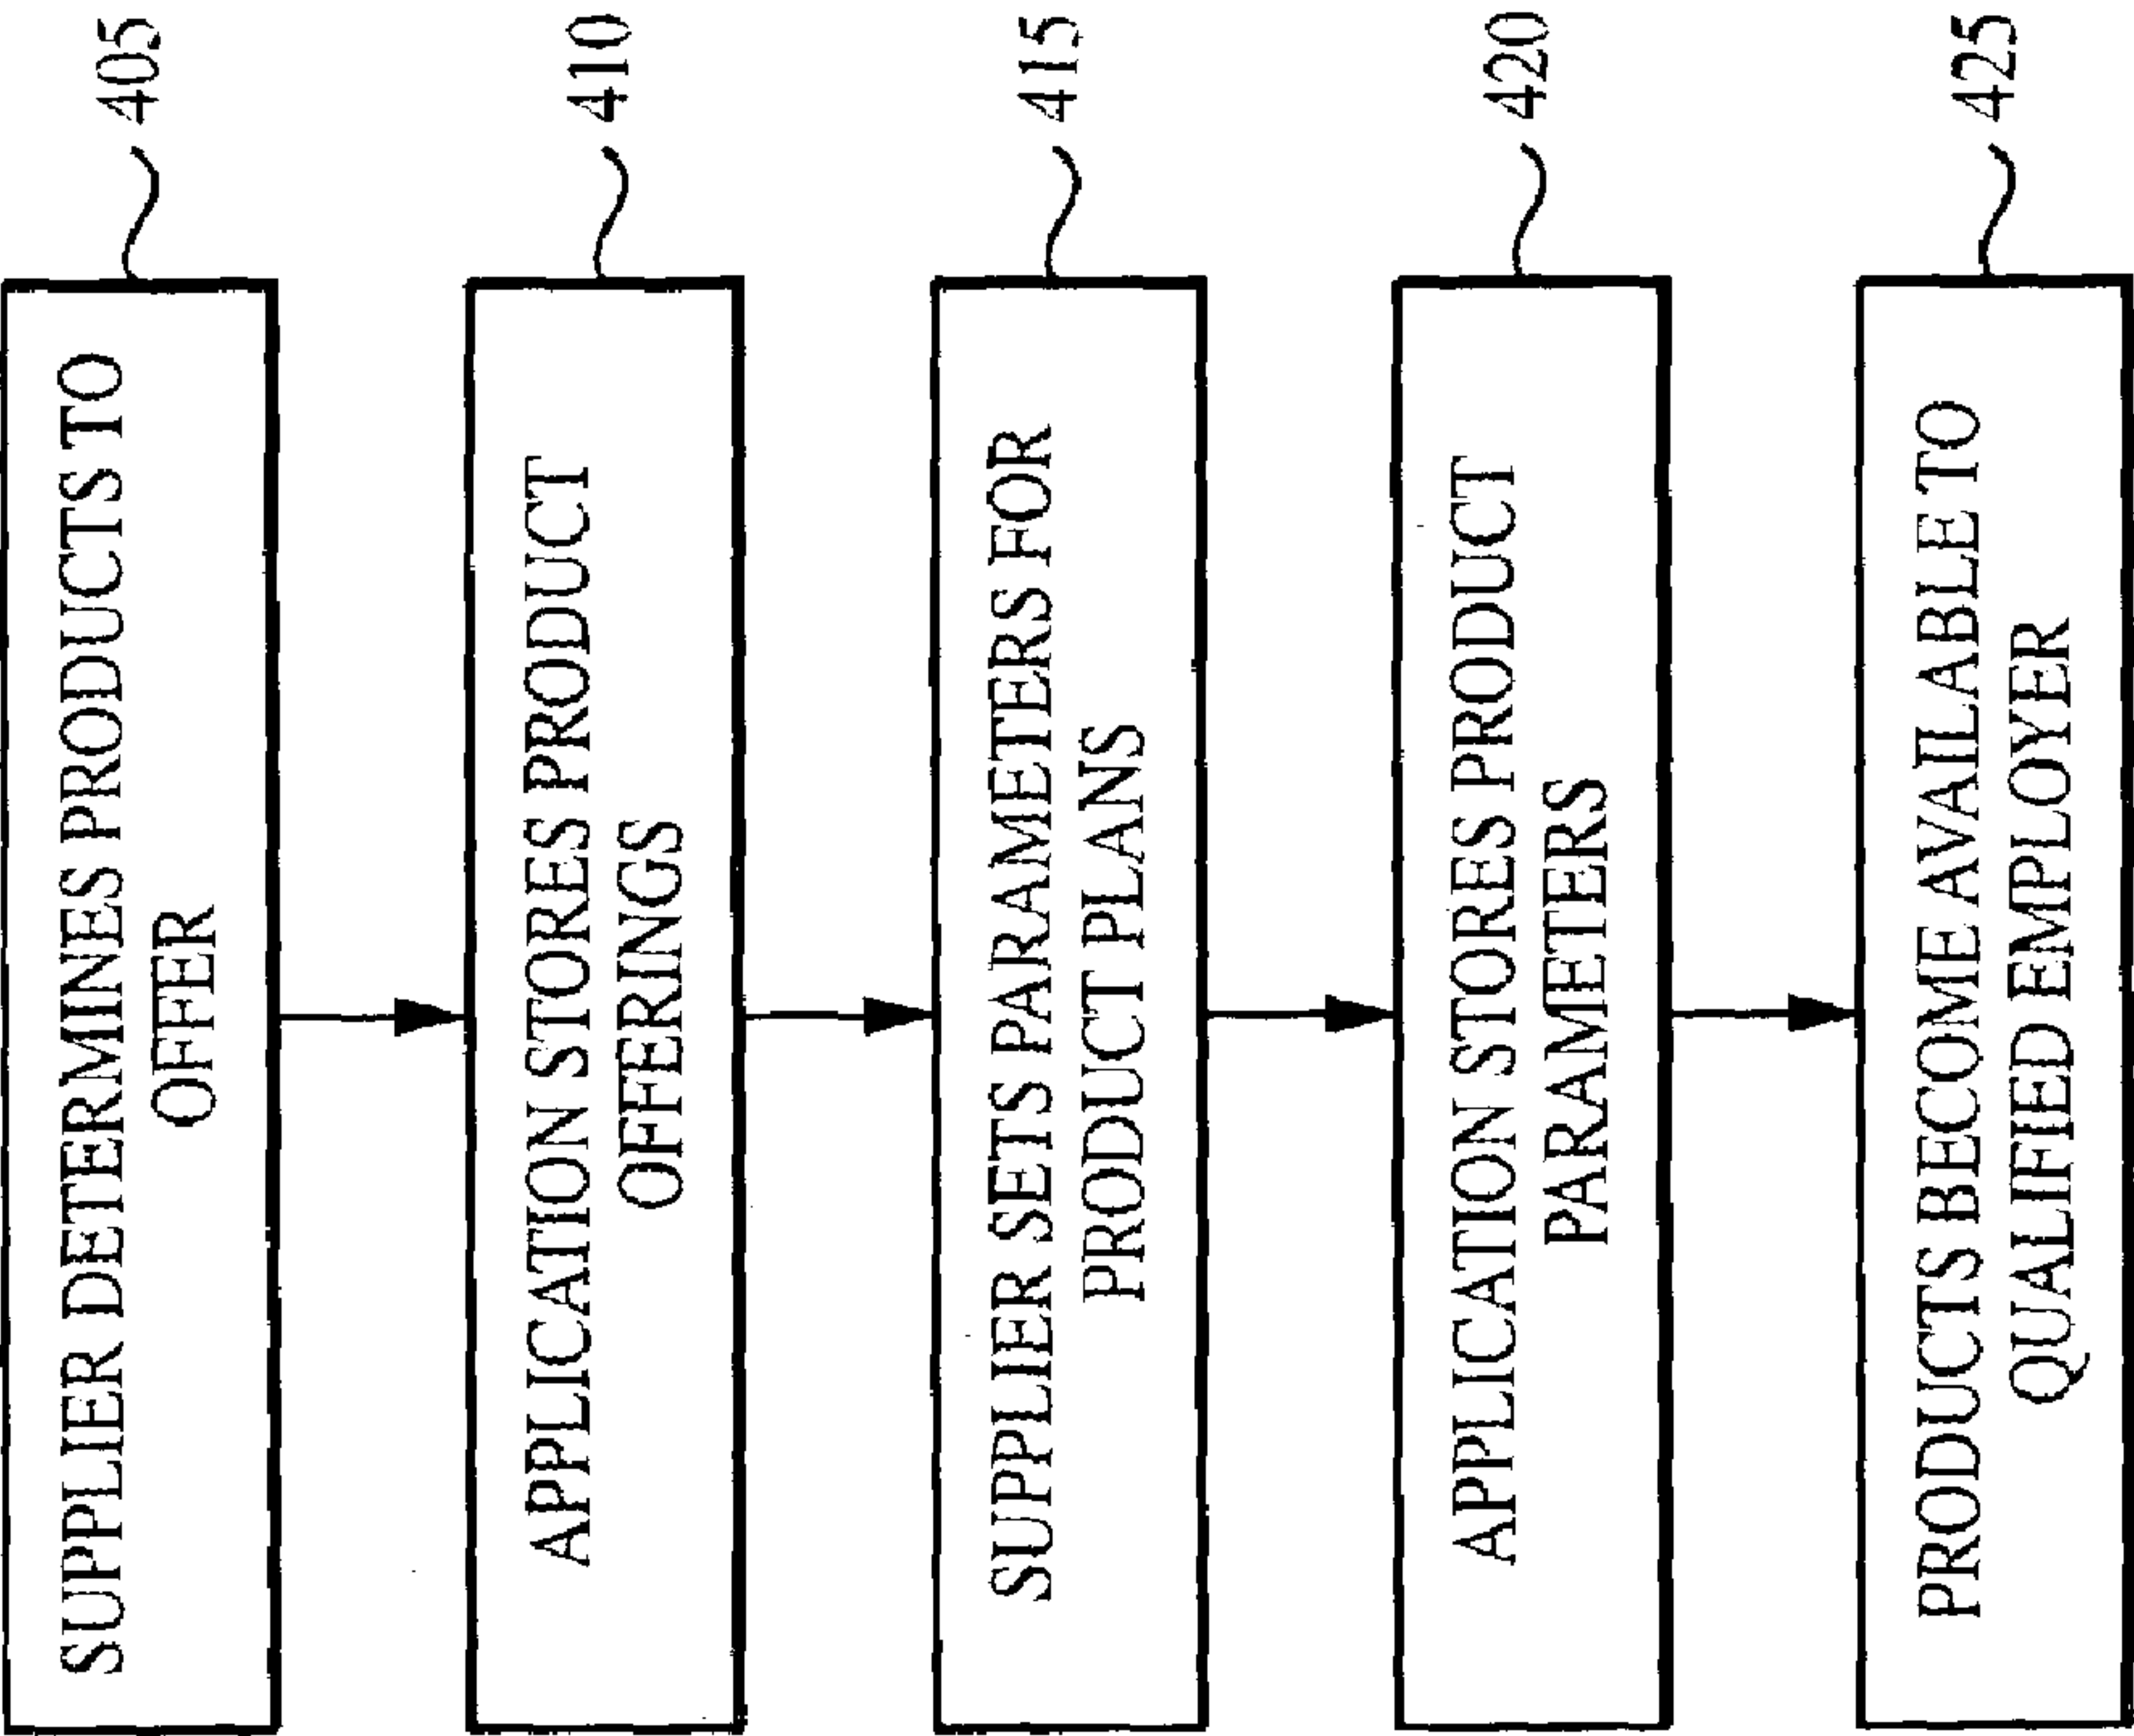 SUPPLIER DETERMINES PRODUCTS TO
OFFER
405
APPLICATION STORES PRODUCT
OFFERINGS
410
SUPPLIER SETS PARAMETERS FOR
PRODUCT PLANS
415
APPLICATION STORES PRODUCT
PARAMETERS
420
PRODUCTS BECOME AVAILABLE TO
QUALIFIED EMPLOYER
425